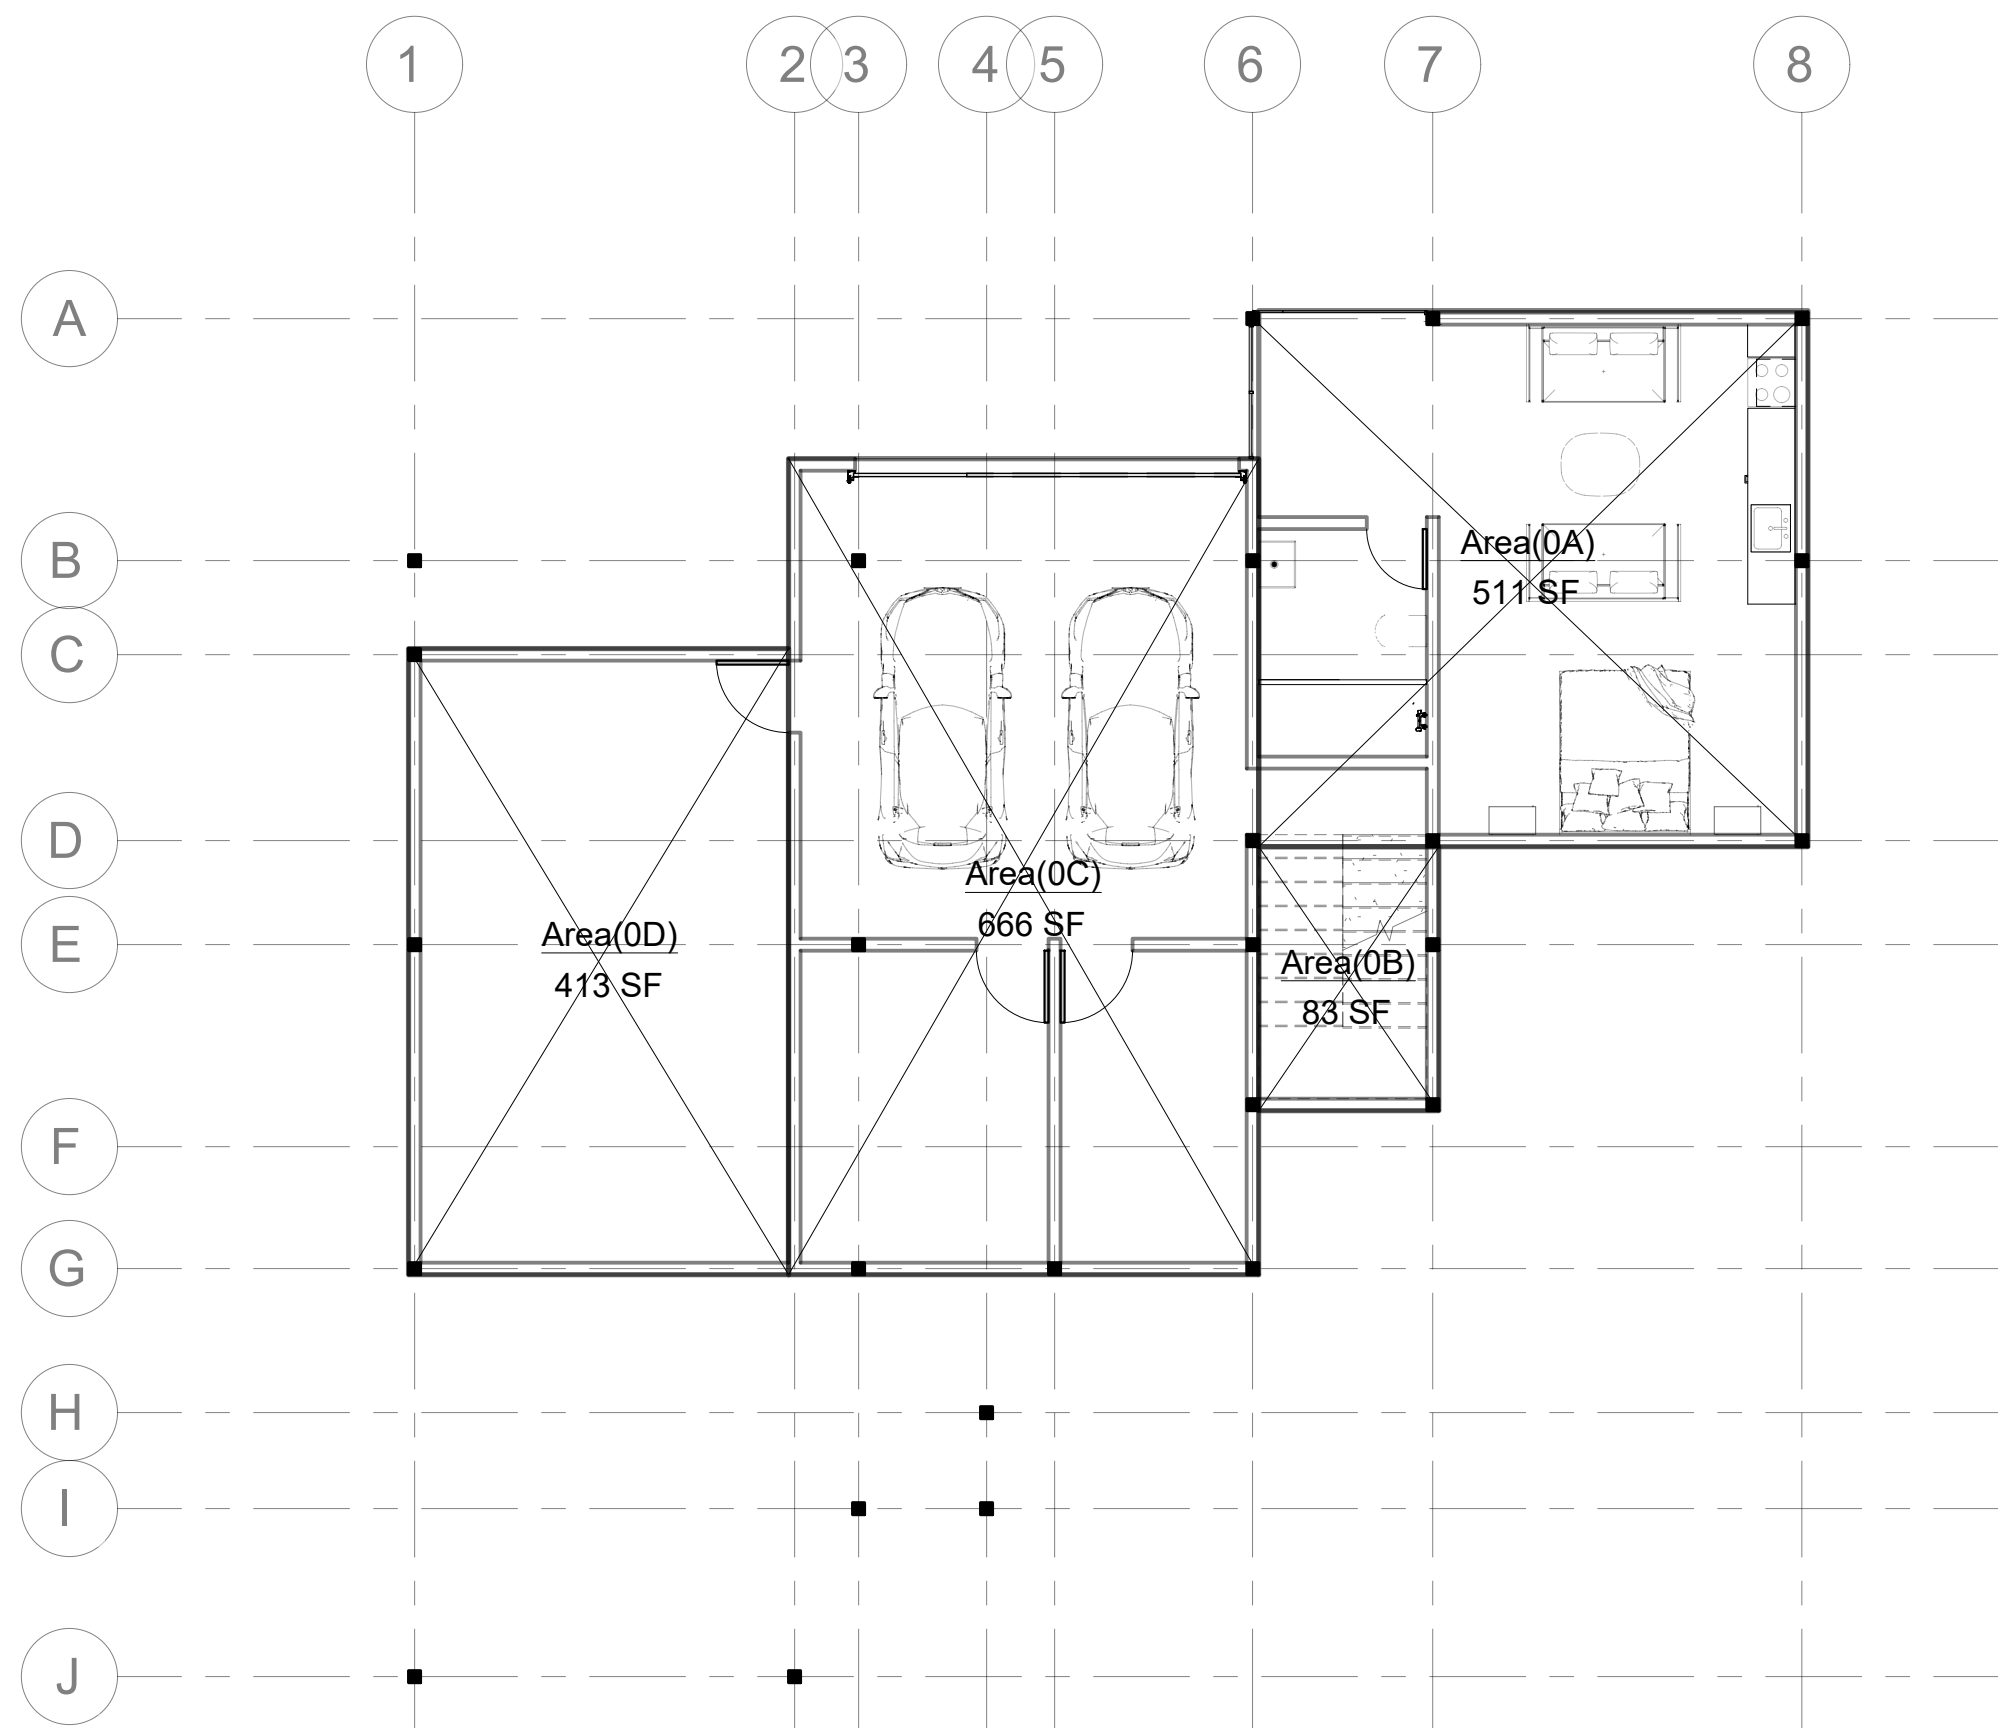 1 2 3 4 5 6 7 8
A
B
Area(0A)
511 SF
C
D
Area(0C)
666 SF
E
Area(0D)
413 SF
Area(0B)
83 SF
F
G
H
I
J